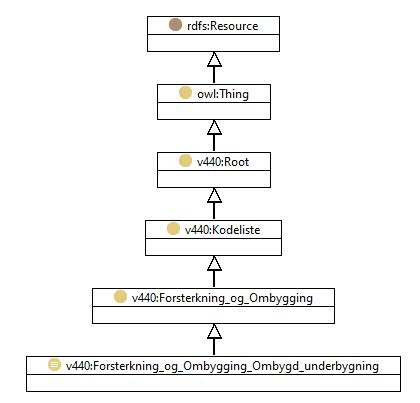 rdfs:Resource
owl:Thing
v440:Root
v440:Kodeliste
v440:Forsterkning_og_Ombygging
v440:Forsterkning_og_Ombygging_Ombygd_underbygning